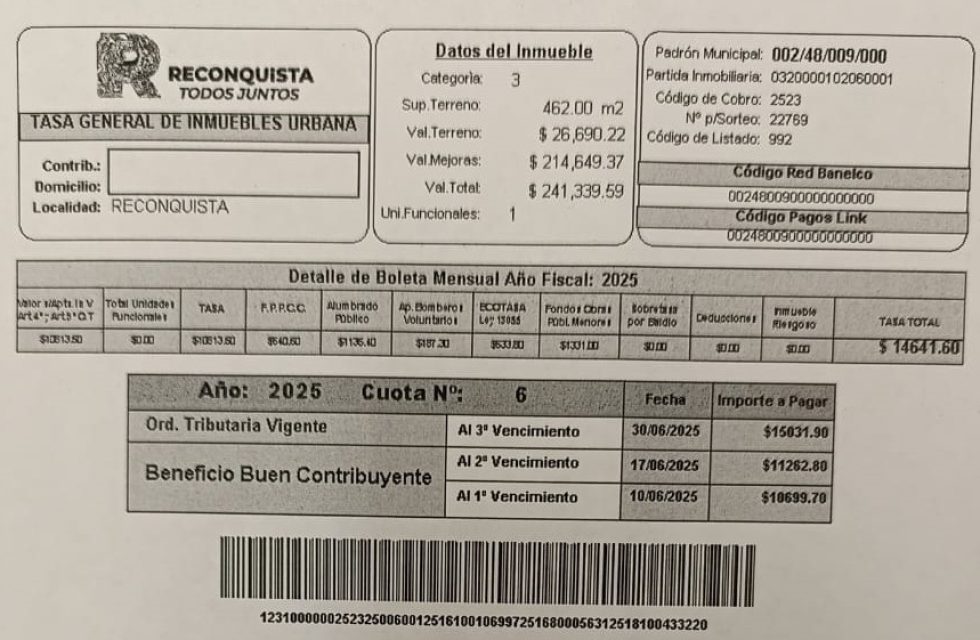 RECONQUISTA
TODOS JUNTOS
TASA GENERAL DE INMUEBLES URBANA
Contrib.:
Domicilio:
Localidad: RECONQUISTA
Datos del Inmueble
Categoría: 3
Sup.Terreno: 462.00 m2
Val.Terreno: $ 26,690.22
Val.Mejoras: $ 214,649.37
Val.Total: $ 241,339.59
Uni.Funcionales: 1
Padrón Municipal: 002/48/009/000
Partida Inmobiliaria: 0320000102060001
Código de Cobro: 2523
Nº p/Sorteo: 22769
Código de Listado: 992
Código Red Banelco
0024800900000000000
Código Pagos Link
0024800900000000000
Detalle de Boleta Mensual Año Fiscal: 2025
Total Unidades Funcionales
TASA
F.P.P.C.C.
Alumbrado Público
Ap. Bomberos Voluntarios
ECOTASA
Fondos Obras Públ. Menores
Sobretasa por Baldío
Deducciones
Inmueble Riesgoso
TASA TOTAL
$10813.50 $0.00 $10813.50 $640.60 $1136.40 $187.30 $533.80 $1331.00 $0.00 $0.00 $0.00 $ 14641.60
Año: 2025 Cuota Nº: 6 Fecha Importe a Pagar
Ord. Tributaria Vigente
Al 3º Vencimiento 30/06/2025 $15031.90
Beneficio Buen Contribuyente
Al 2º Vencimiento 17/06/2025 $11262.80
Al 1º Vencimiento 10/06/2025 $10699.70
123100000025232500600125161001069972516800056312518100433220